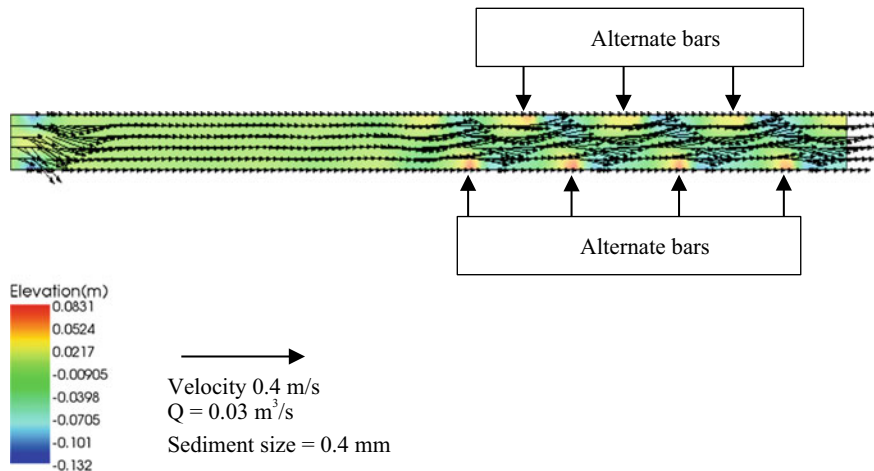 Alternate bars
Alternate bars
Elevation(m)
0.0831
0.0524
0.0217
-0.00905
-0.0398
-0.0705
-0.101
-0.132
Velocity 0.4 m/s
Q = 0.03 m³/s
Sediment size = 0.4 mm